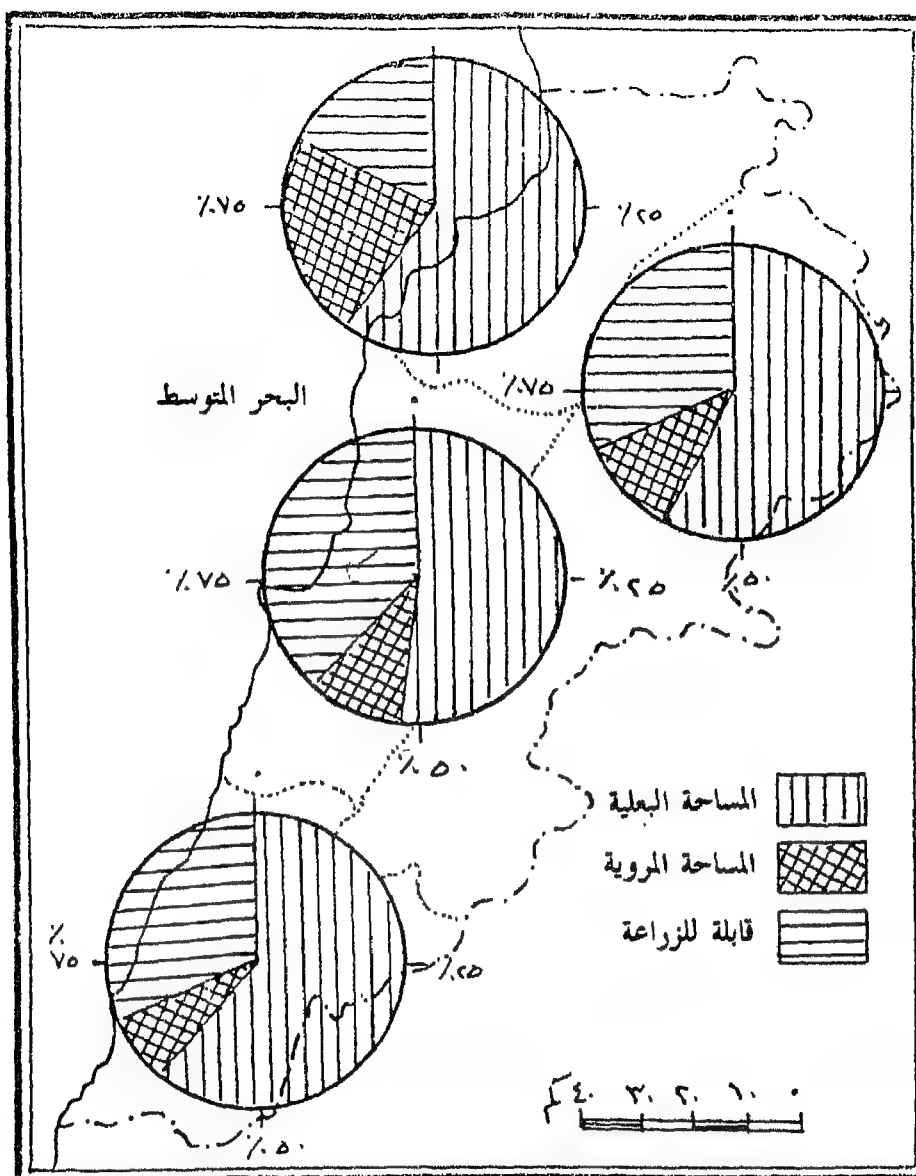 ٪٧٥
٪٢٥
البحر المتوسط
٪٧٥
٪٧٥
٪٢٥
٪٥٠
٪٥٠
المساحة البعلية
المساحة المروية
قابلة للزراعة
٪٧٥
٪٢٥
٪٥٠
كم ٤٠ ٣٠ ٢٠ ١٠ ٠